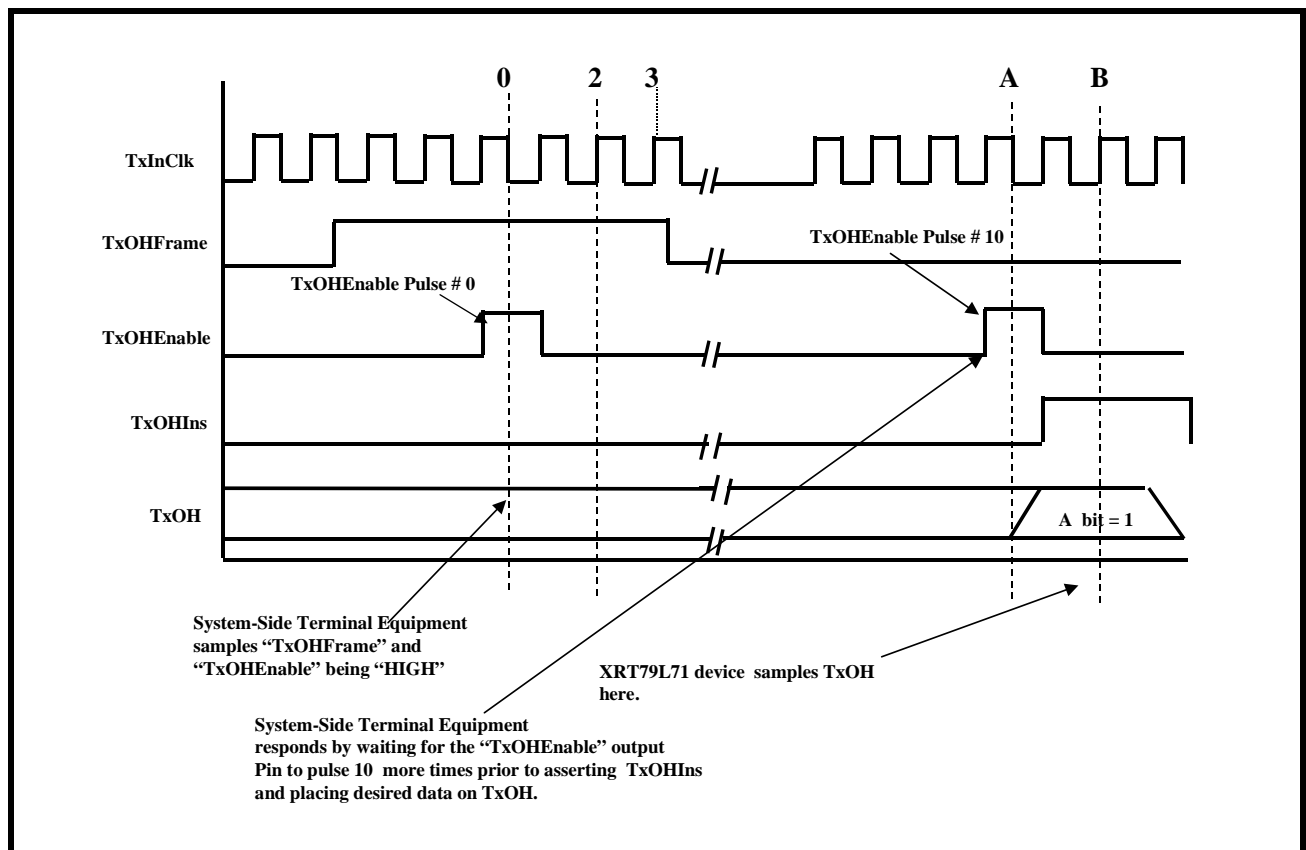 0 2 3 A B
TxInClk
TxOHFrame
TxOHEnable Pulse # 10
TxOHEnable Pulse # 0
TxOHEnable
TxOHIns
TxOH
A bit = 1
System-Side Terminal Equipment
samples “TxOHFrame” and
“TxOHEnable” being “HIGH”
XRT79L71 device samples TxOH
here.
System-Side Terminal Equipment
responds by waiting for the “TxOHEnable” output
Pin to pulse 10 more times prior to asserting TxOHIns
and placing desired data on TxOH.